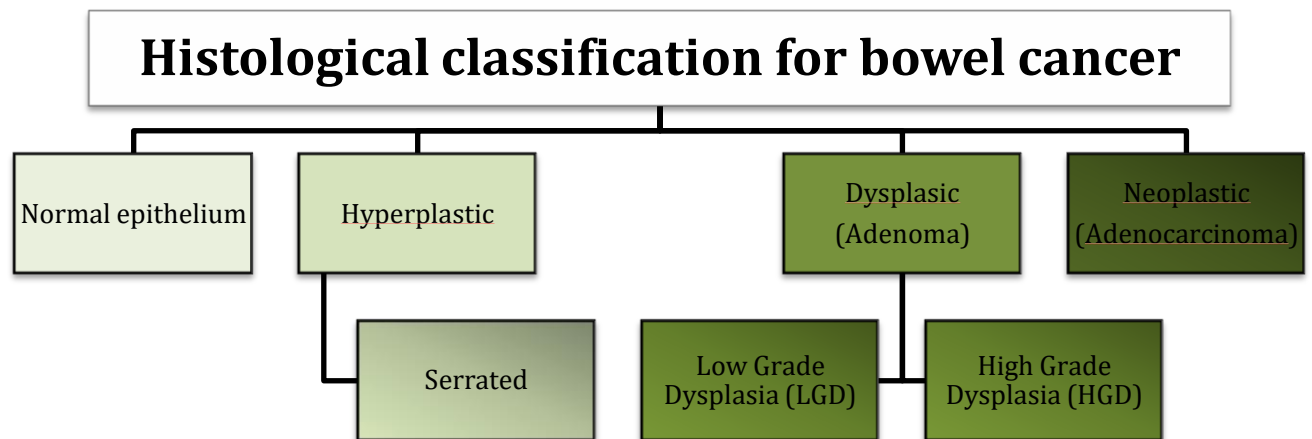 Histological classification for bowel cancer
Normal epithelium
Hyperplastic
Dysplasic
(Adenoma)
Neoplastic
(Adenocarcinoma)
Serrated
Low Grade
Dysplasia (LGD)
High Grade
Dysplasia (HGD)